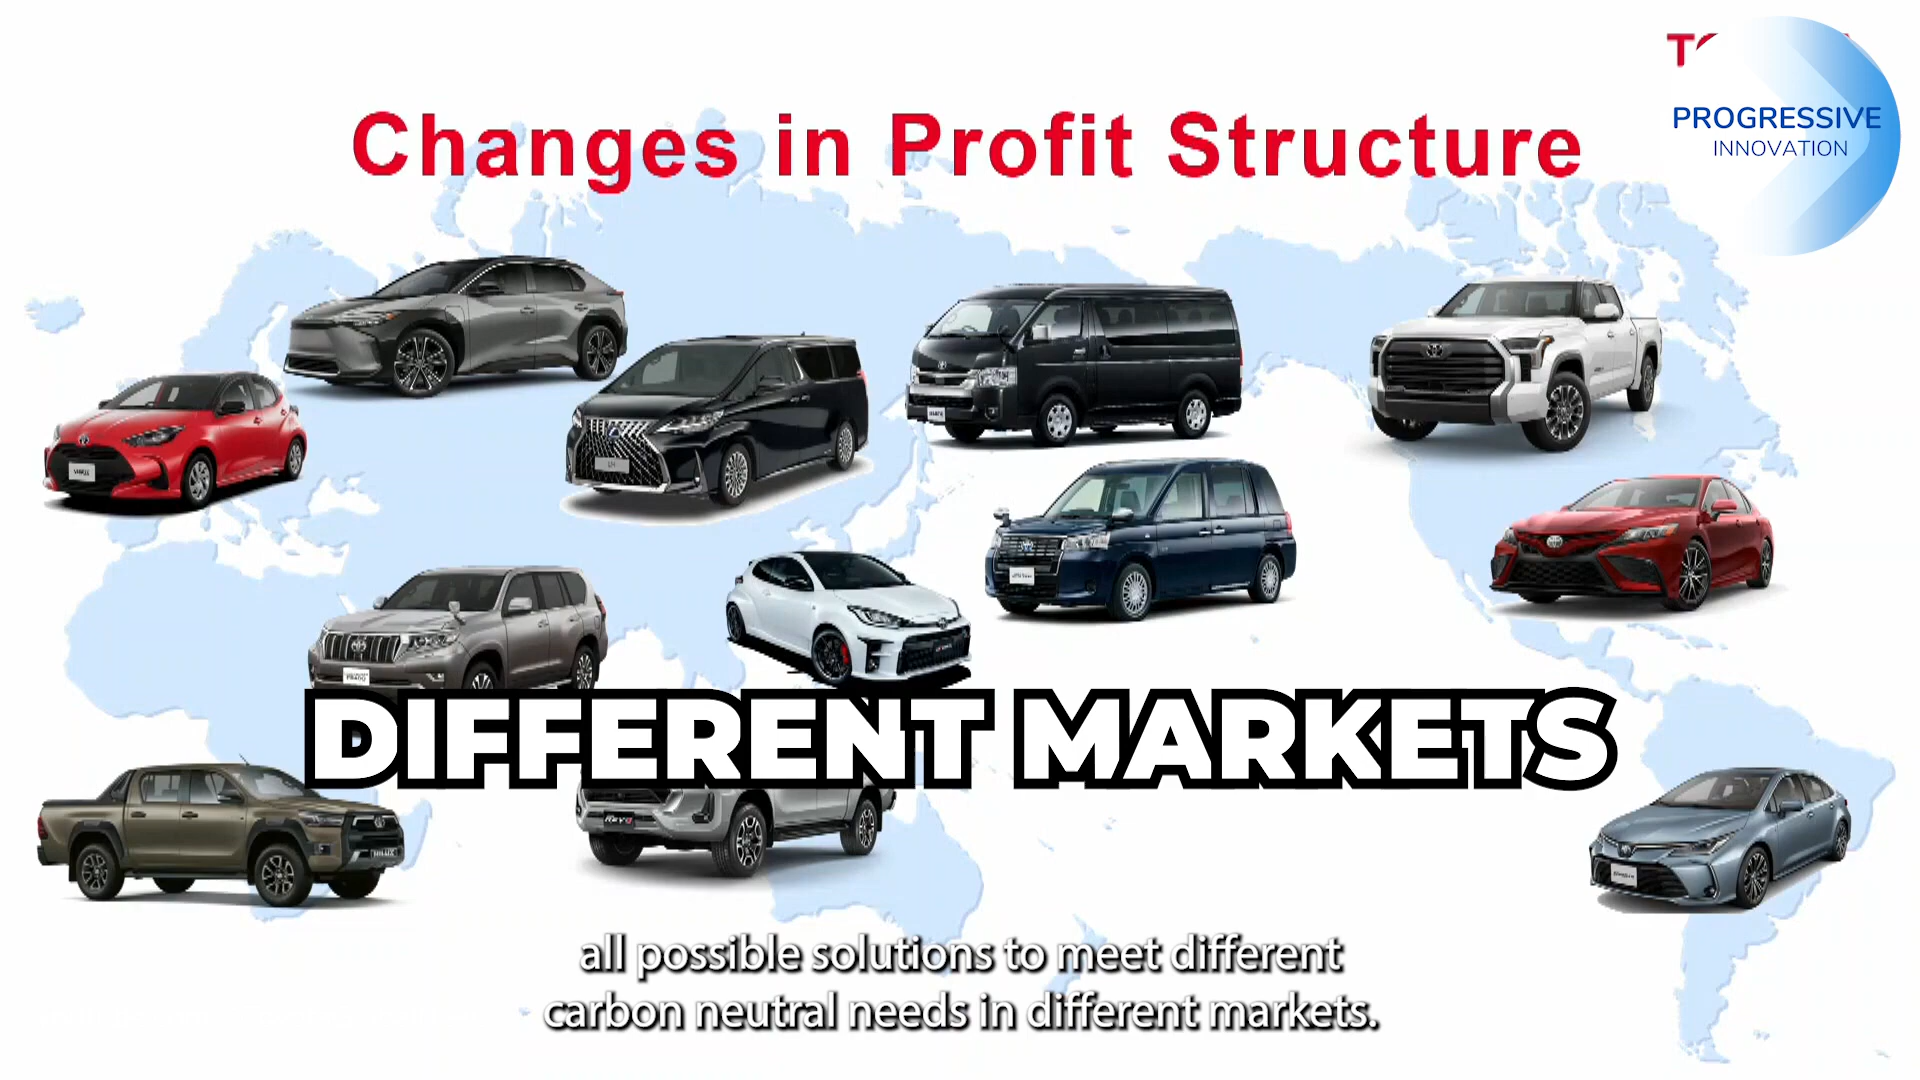 Changes in Profit Structure
PROGRESSIVE
INNOVATION
DIFFERENT MARKETS
REVO
all possible solutions to meet different
carbon neutral needs in different markets.